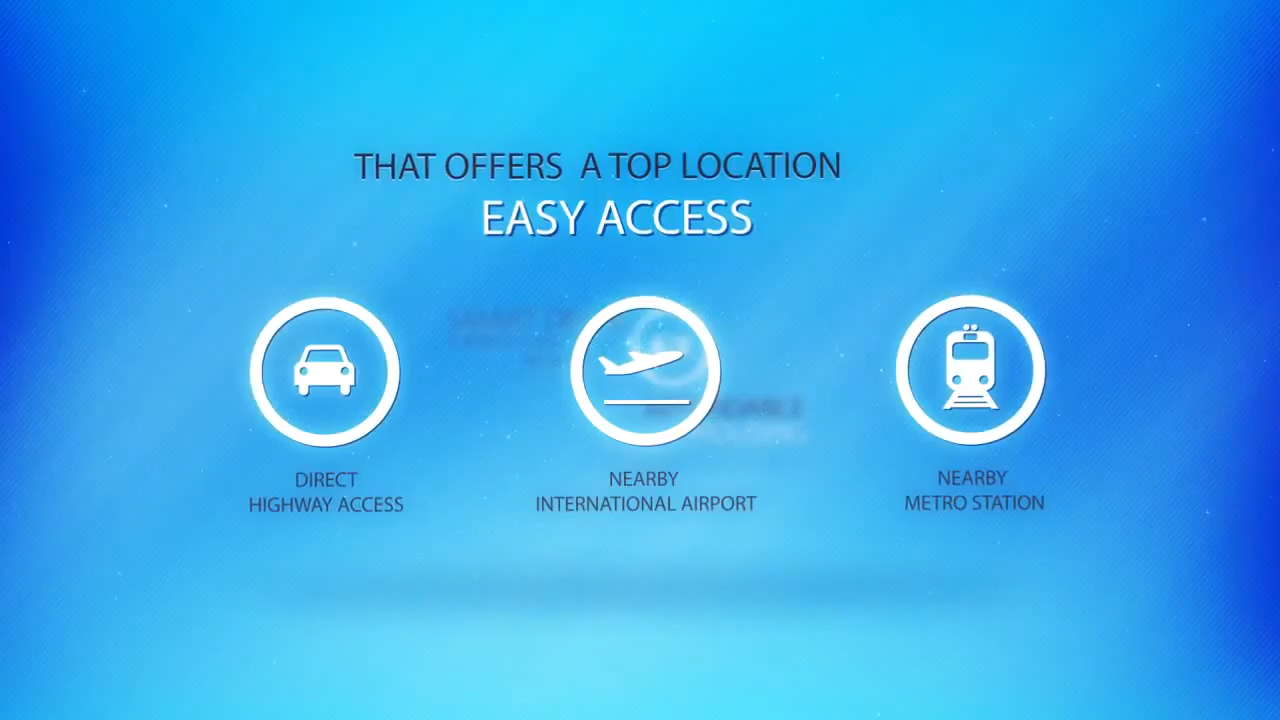 THAT OFFERS A TOP LOCATION
EASY ACCESS
DIRECT
HIGHWAY ACCESS
NEARBY
INTERNATIONAL AIRPORT
NEARBY
METRO STATION